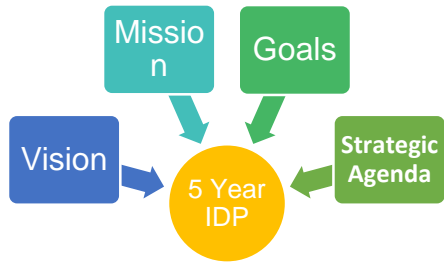 Missio
n
Goals
Vision
Strategic
Agenda
5 Year
IDP